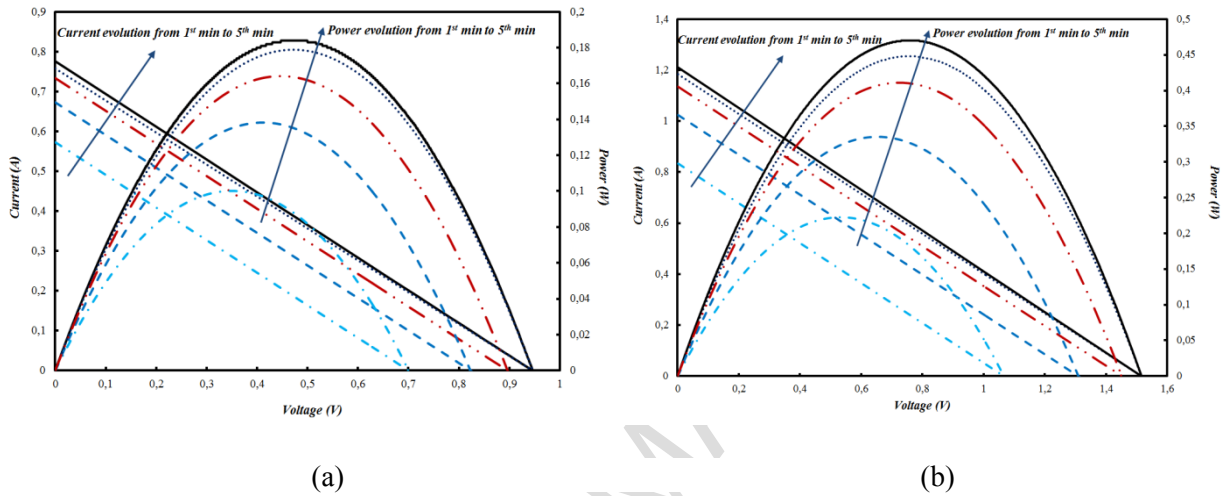 0,9
0,8
0,7
0,6
0,5
0,4
0,3
0,2
0,1
0
Current (A)
Current evolution from 1st min to 5th min
Power evolution from 1st min to 5th min
0,2
0,18
0,16
0,14
0,12
0,1
0,08
0,06
0,04
0,02
0
Power (W)
0 0,1 0,2 0,3 0,4 0,5 0,6 0,7 0,8 0,9 1
Voltage (V)
(a)
1,4
1,2
1
0,8
0,6
0,4
0,2
0
Current (A)
Current evolution from 1st min to 5th min
Power evolution from 1st min to 5th min
0,5
0,45
0,4
0,35
0,3
0,25
0,2
0,15
0,1
0,05
0
Power (W)
0 0,2 0,4 0,6 0,8 1 1,2 1,4 1,6
Voltage (V)
(b)